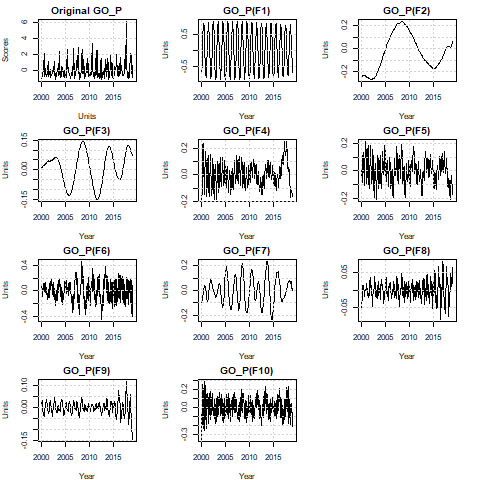 Original GO_P
Scores
6
4
2
0
2000 2005 2010 2015
Units
GO_P(F1)
Units
0.5
-0.5
2000 2005 2010 2015
Year
GO_P(F2)
Units
0.2
0.0
-0.2
2000 2005 2010 2015
Year
GO_P(F3)
Units
0.15
0.00
-0.15
2000 2005 2010 2015
Year
GO_P(F4)
Units
0.2
0.0
-0.2
2000 2005 2010 2015
Year
GO_P(F5)
Units
0.2
0.0
-0.2
2000 2005 2010 2015
Year
GO_P(F6)
Units
0.4
0.0
-0.4
2000 2005 2010 2015
Year
GO_P(F7)
Units
0.2
0.0
-0.2
2000 2005 2010 2015
Year
GO_P(F8)
Units
0.05
-0.05
2000 2005 2010 2015
Year
GO_P(F9)
Units
0.10
0.00
-0.15
2000 2005 2010 2015
Year
GO_P(F10)
Units
0.2
0.0
-0.3
2000 2005 2010 2015
Year